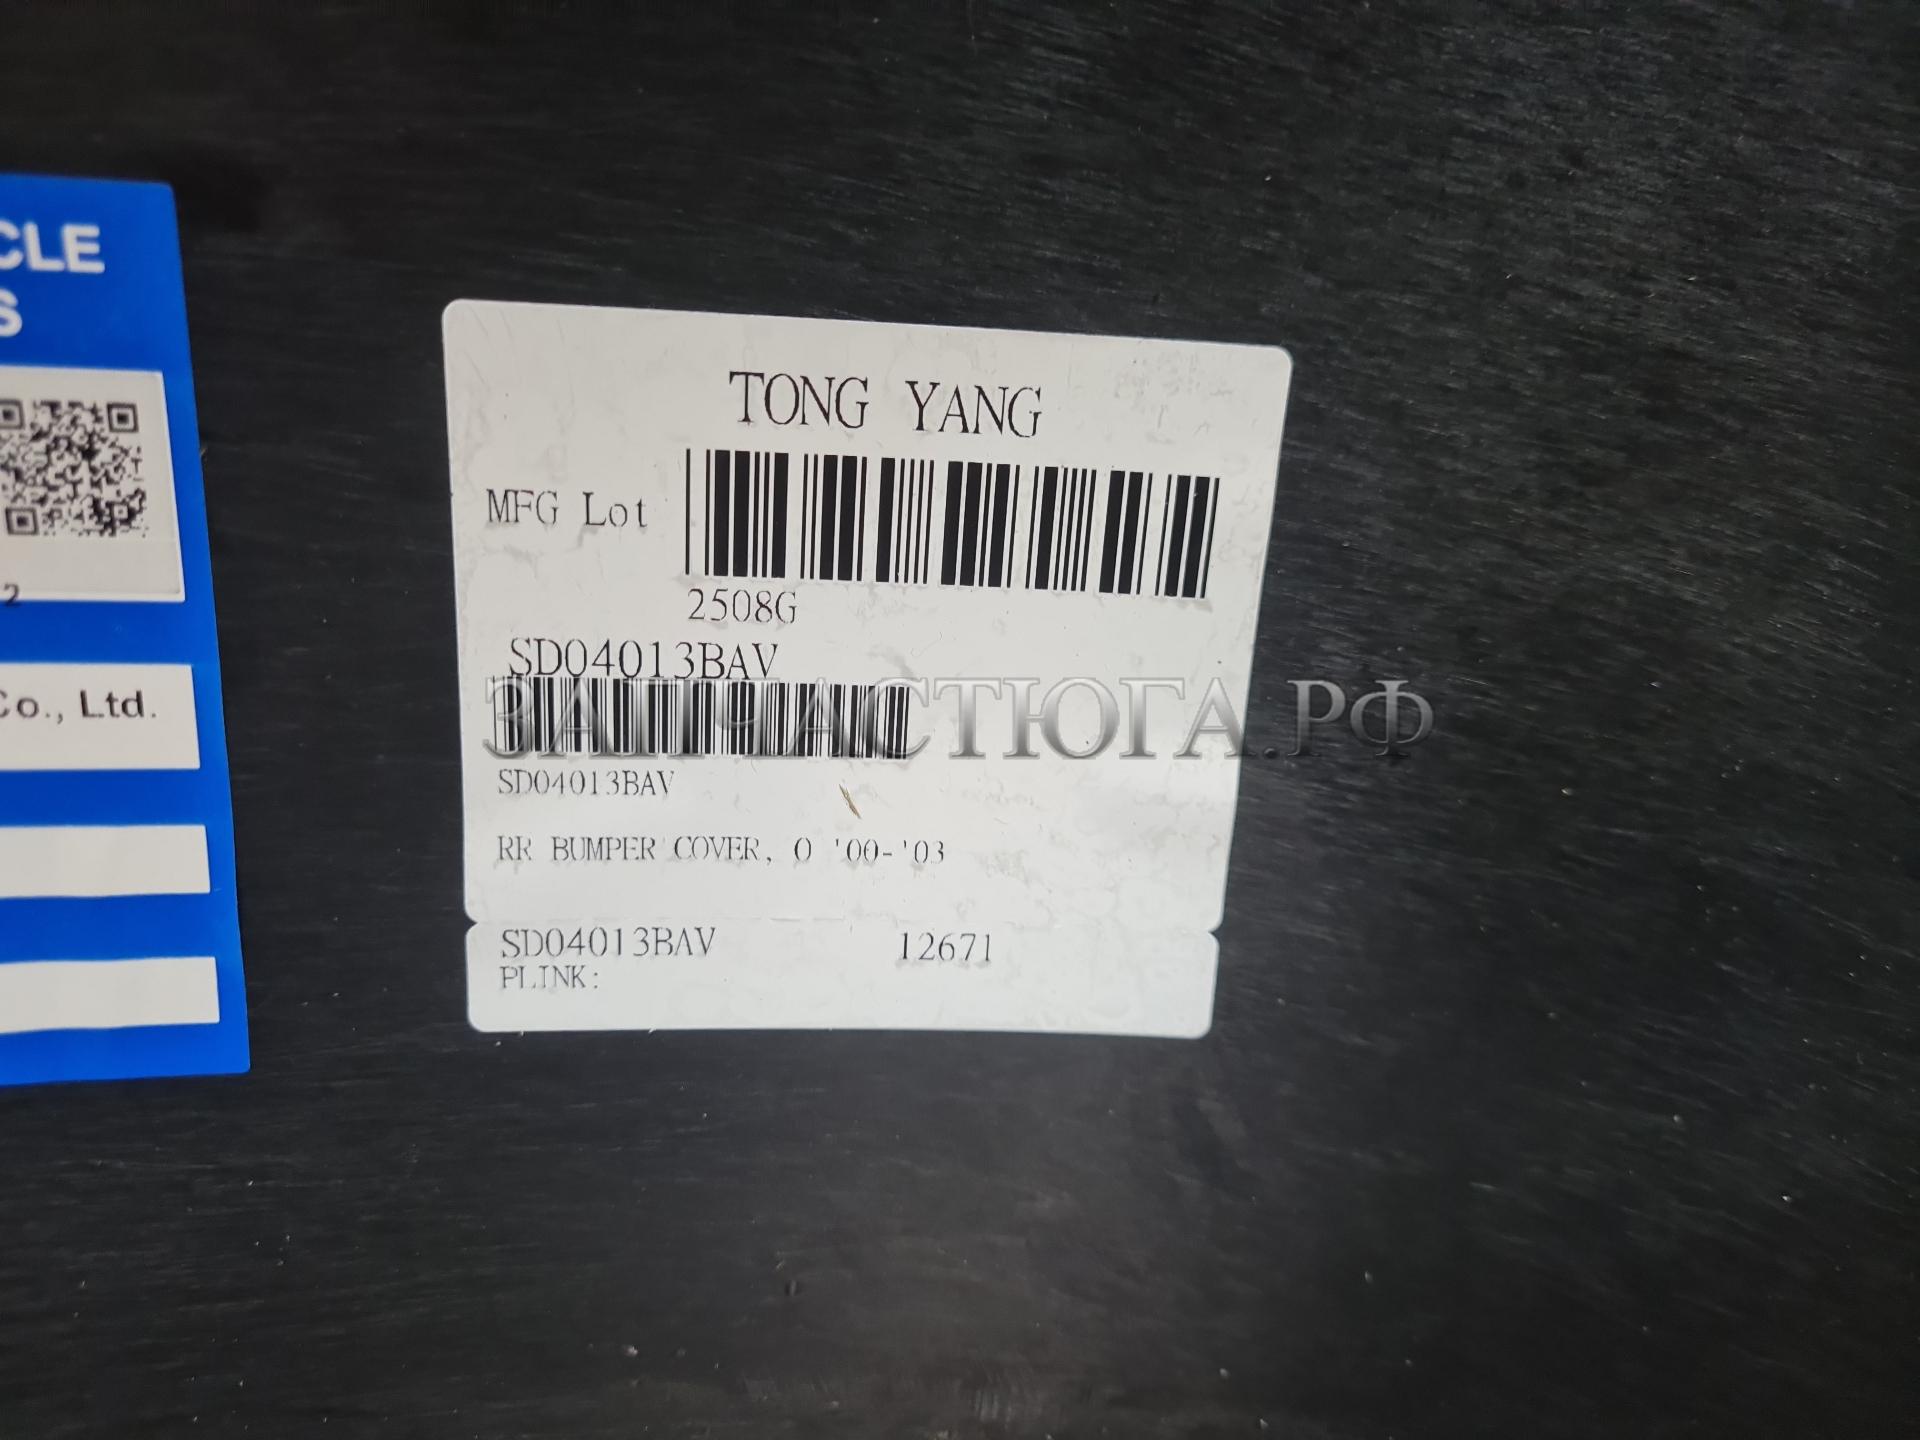 CLE
S
2
Co., Ltd.
TONG YANG
MFG Lot
2508G
SD04013BAV
ЗАПЧАСТЮГА.РФ
SD04013BAV
RR BUMPER COVER, O '00-'03
SD04013BAV 12671
PLINK: